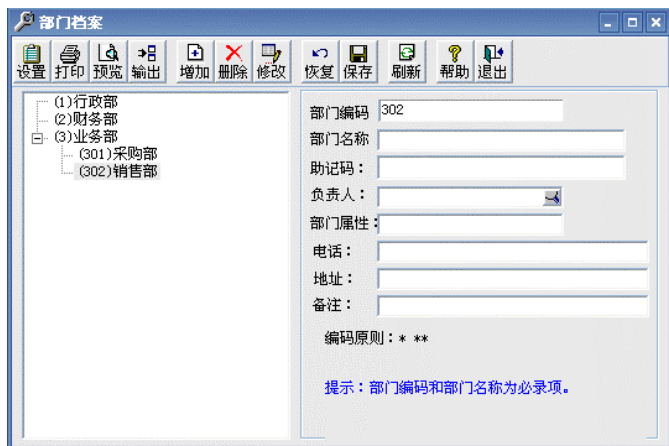 部门档案
设置 打印 预览 输出 增加 删除 修改 恢复 保存 刷新 帮助 退出
(1)行政部
(2)财务部
(3)业务部
(301)采购部
(302)销售部
部门编码 302
部门名称
助记码：
负责人：
部门属性：
电话：
地址：
备注：
编码原则：* **
提示：部门编码和部门名称为必录项。